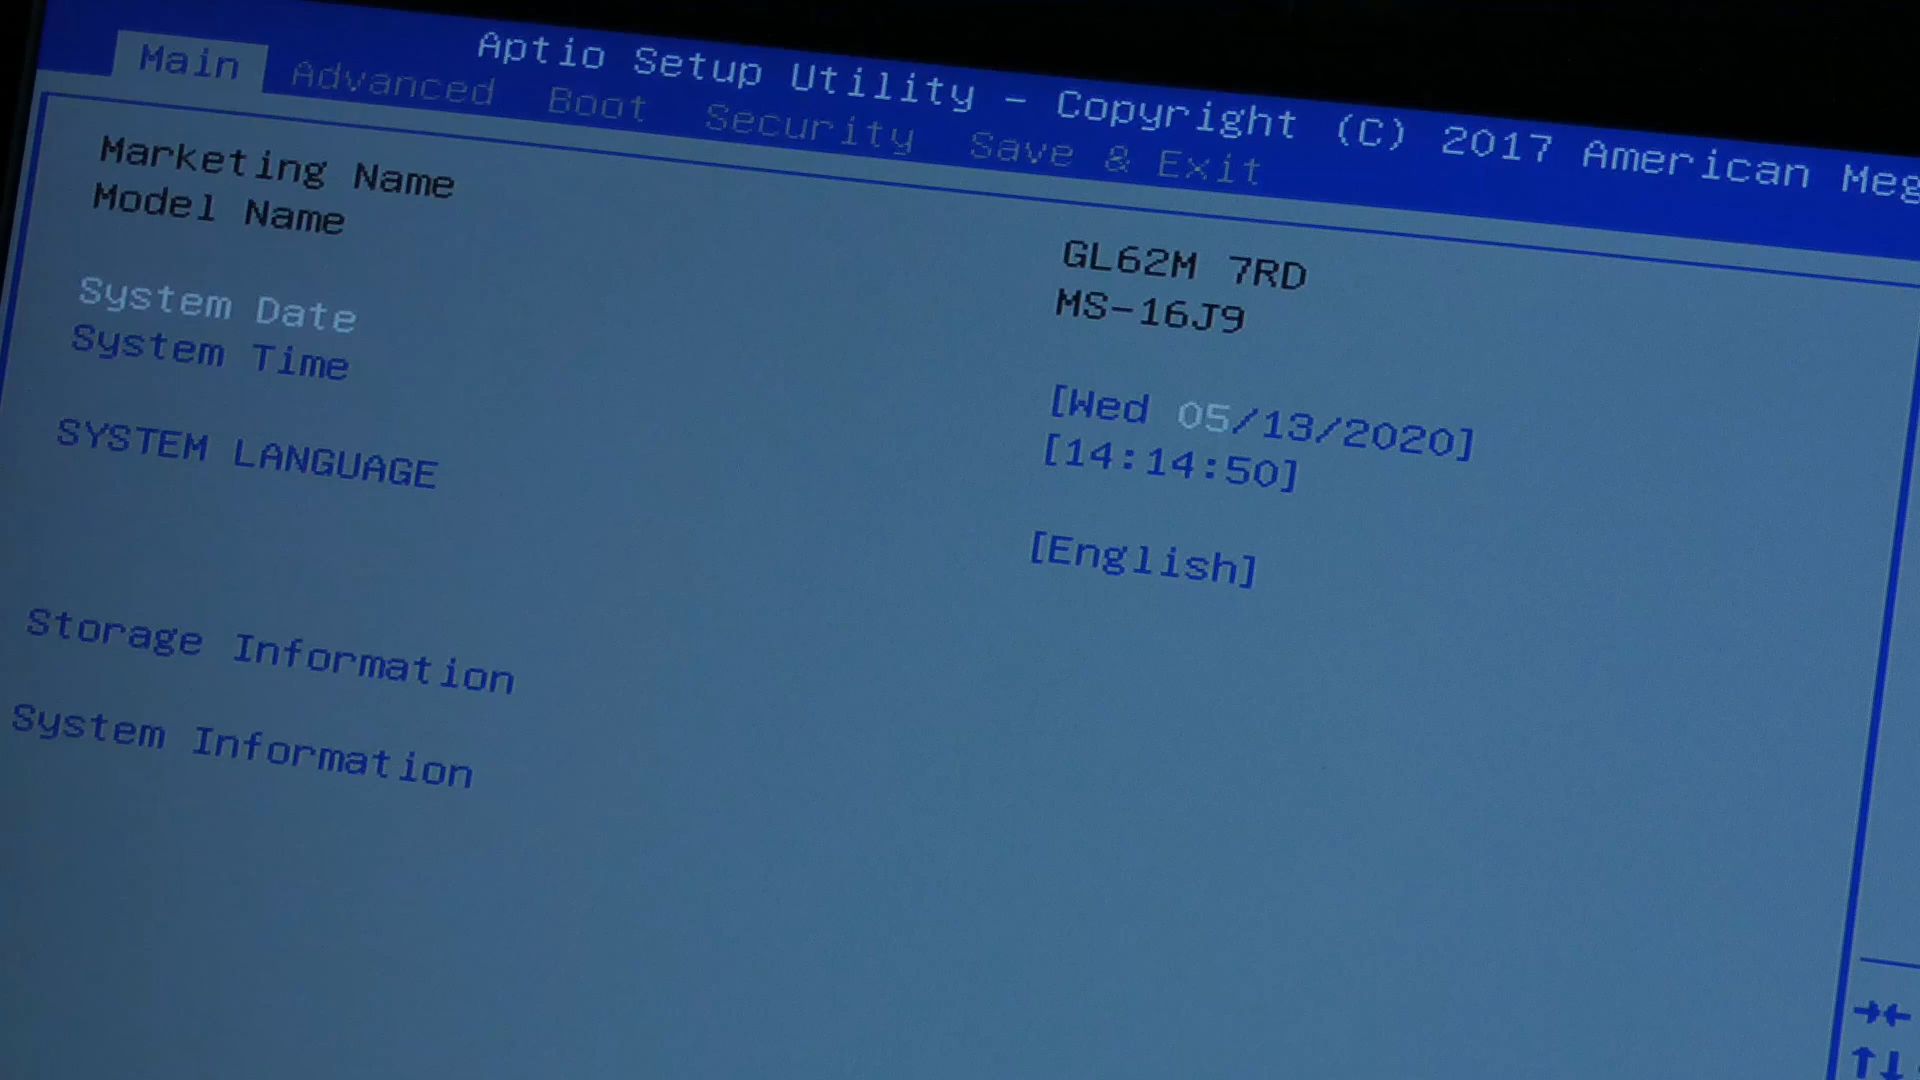 Aptio Setup Utility - Copyright (C) 2017 American
Main Advanced Boot Security Save & Exit
Marketing Name GL62M 7RD
Model Name MS-16J9
System Date [Wed 05/13/2020]
System Time [14:14:50]
SYSTEM LANGUAGE [English]
Storage Information
System Information